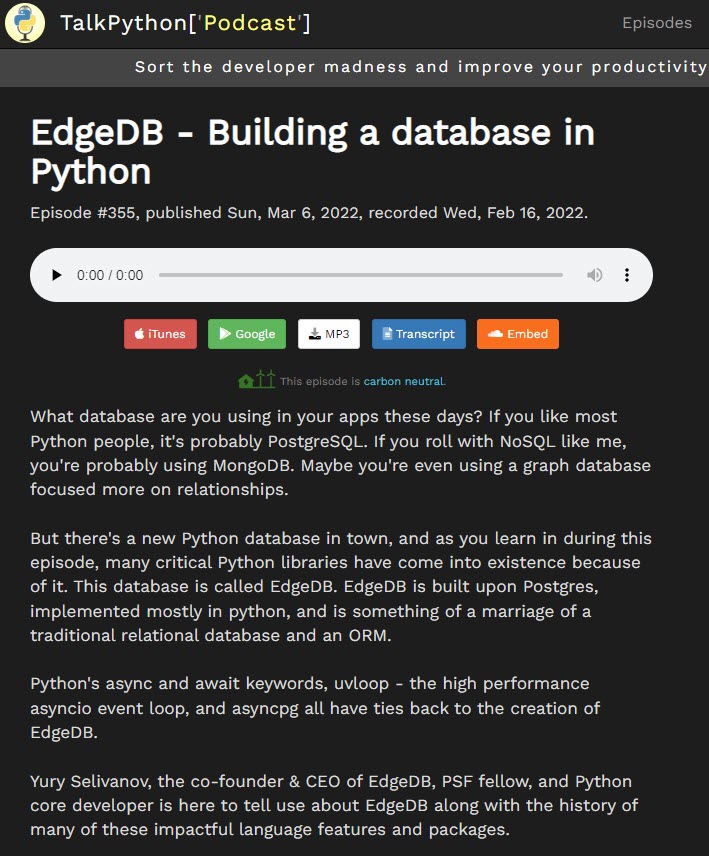 TalkPython['Podcast']
Episodes
Sort the developer madness and improve your productivity
EdgeDB - Building a database in
Python
Episode #355, published Sun, Mar 6, 2022, recorded Wed, Feb 16, 2022.
0:00 / 0:00
iTunes
Google
MP3
Transcript
Embed
This episode is carbon neutral.
What database are you using in your apps these days? If you like most
Python people, it's probably PostgreSQL. If you roll with NoSQL like me,
you're probably using MongoDB. Maybe you're even using a graph database
focused more on relationships.
But there's a new Python database in town, and as you learn in during this
episode, many critical Python libraries have come into existence because
of it. This database is called EdgeDB. EdgeDB is built upon Postgres,
implemented mostly in python, and is something of a marriage of a
traditional relational database and an ORM.
Python's async and await keywords, uvloop - the high performance
asyncio event loop, and asyncpg all have ties back to the creation of
EdgeDB.
Yury Selivanov, the co-founder & CEO of EdgeDB, PSF fellow, and Python
core developer is here to tell use about EdgeDB along with the history of
many of these impactful language features and packages.